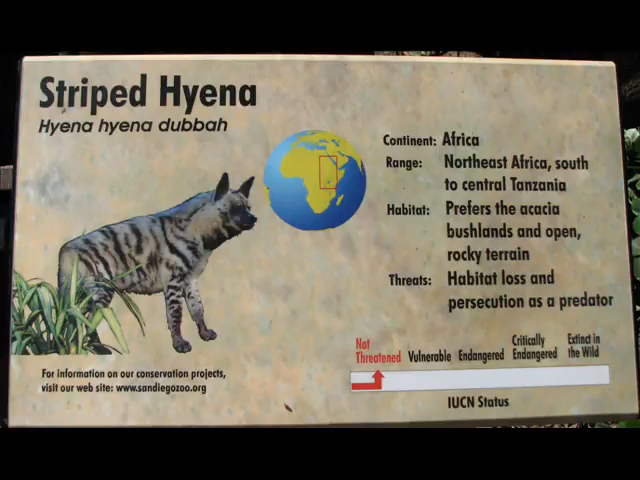 Striped Hyena
Hyena hyena dubbah
Continent: Africa
Range: Northeast Africa, south
to central Tanzania
Habitat: Prefers the acacia
bushlands and open,
rocky terrain
Threats: Habitat loss and
persecution as a predator
Not
Threatened
Vulnerable
Endangered
Critically
Endangered
Extinct in
the Wild
IUCN Status
For information on our conservation projects,
visit our web site: www.sandiegozoo.org